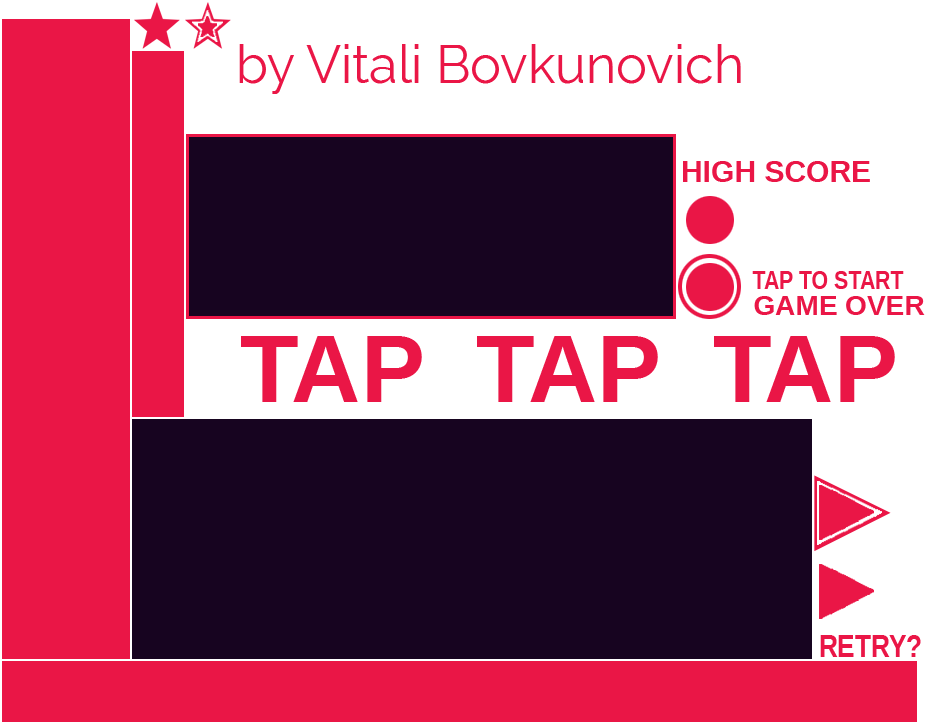 by Vitali Bovkunovich
HIGH SCORE
TAP TO START
GAME OVER
TAP TAP TAP
RETRY?